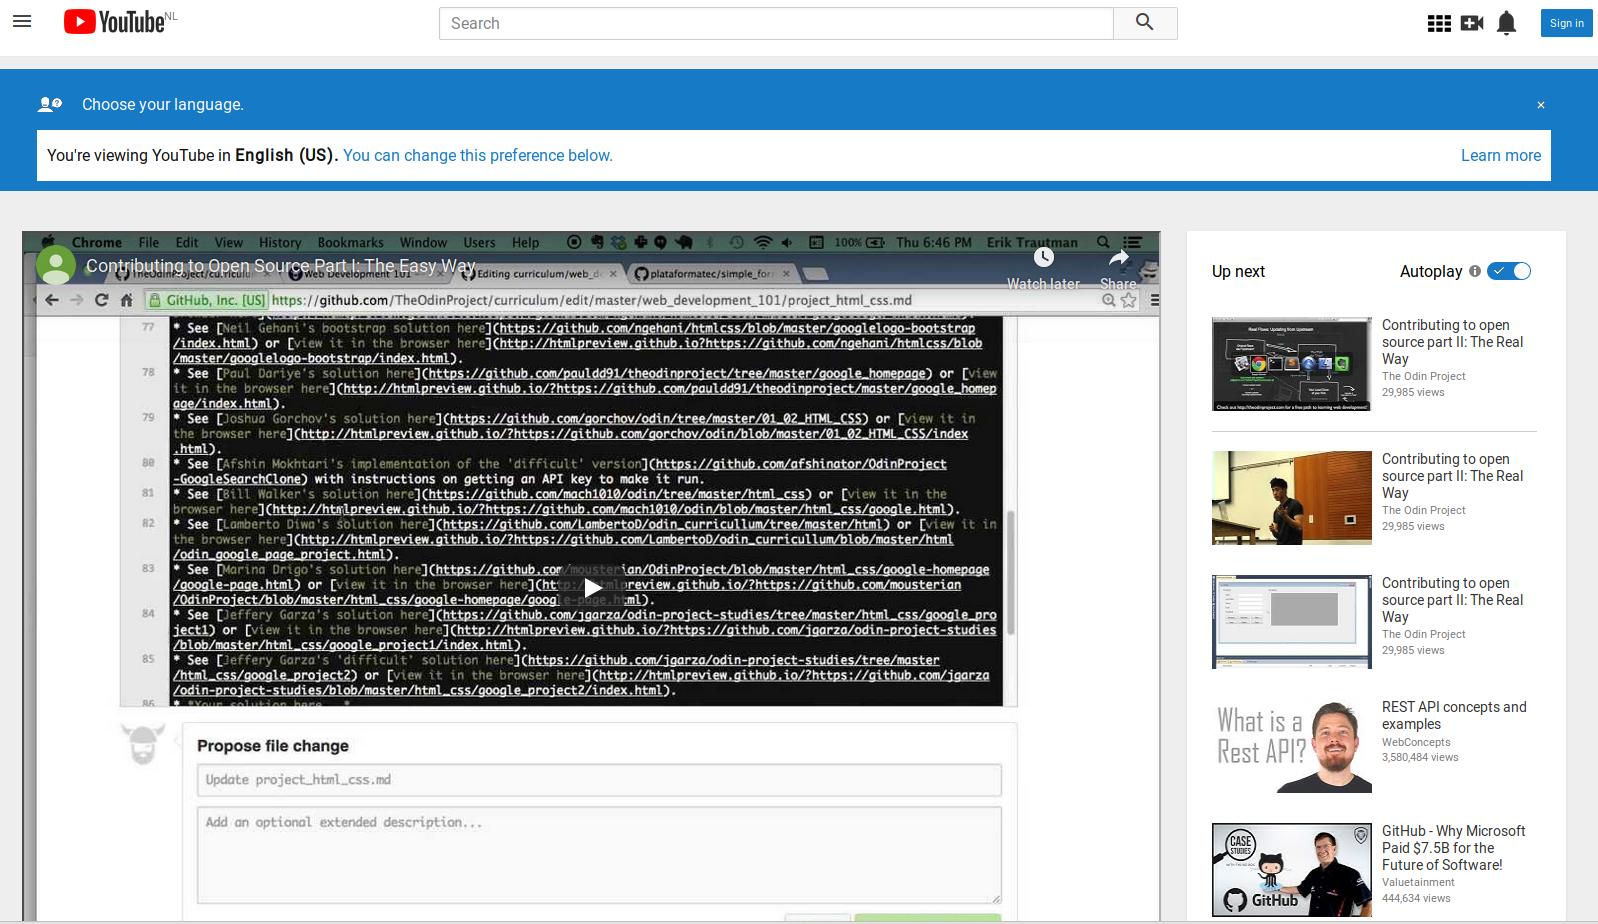 YouTube NL
Search
Sign in
Choose your language.
×
You're viewing YouTube in English (US). You can change this preference below.
Learn more
Chrome File Edit View History Bookmarks Window Users Help
100%
Thu 6:46 PM Erik Trautman
Contributing to Open Source Part I: The Easy Way
Web Development 101
Editing curriculum/web_d
plataformatec/simple_for
Watch later
Share
GitHub, Inc. [US] https://github.com/TheOdinProject/curriculum/edit/master/web_development_101/project_html_css.md
77 * See [Neil Gehani's bootstrap solution here](https://github.com/ngehani/htmlcss/blob/master/googlelogo-bootstrap
/index.html) or [view it in the browser here](http://htmlpreview.github.io?https://github.com/ngehani/htmlcss/blob
/master/googlelogo-bootstrap/index.html).
78 * See [Paul Dariye's solution here](https://github.com/pauldd91/theodinproject/tree/master/google_homepage) or [view
it in the browser here](http://htmlpreview.github.io/?https://github.com/pauldd91/theodinproject/master/google_homep
age/index.html).
79 * See [Joshua Gorchov's solution here](https://github.com/gorchov/odin/tree/master/01_02_HTML_CSS) or [view it in
the browser here](http://htmlpreview.github.io/?https://github.com/gorchov/odin/blob/master/01_02_HTML_CSS/index
.html).
80 * See [Afshin Mokhtari's implementation of the 'difficult' version](https://github.com/afshinator/OdinProject
-GoogleSearchClone) with instructions on getting an API key to make it run.
81 * See [Bill Walker's solution here](https://github.com/mach1010/odin/tree/master/html_css) or [view it in the
browser here](http://htmlpreview.github.io/?https://github.com/mach1010/odin/blob/master/html_css/google.html).
82 * See [Lamberto Diwa's solution here](https://github.com/LambertoD/odin_curricullum/tree/master/html) or [view it in
the browser here](http://htmlpreview.github.io/?https://github.com/LambertoD/odin_curricullum/blob/master/html
/odin_google_page_project.html).
83 * See [Marina Drigo's solution here](https://github.com/mousterian/OdinProject/blob/master/html_css/google-homepage
/google-page.html) or [view it in the browser here](http://htmlpreview.github.io/?https://github.com/mousterian
/OdinProject/blob/master/html_css/google-homepage/google-page.html).
84 * See [Jeffery Garza's solution here](https://github.com/jgarza/odin-project-studies/tree/master/html_css/google_pro
ject1) or [view it in the browser here](http://htmlpreview.github.io/?https://github.com/jgarza/odin-project-studies
/blob/master/html_css/google_project1/index.html).
85 * See [Jeffery Garza's 'difficult' solution here](https://github.com/jgarza/odin-project-studies/tree/master
/html_css/google_project2) or [view it in the browser here](http://htmlpreview.github.io/?https://github.com/jgarza
/odin-project-studies/blob/master/html_css/google_project2/index.html).
86 * *Your solution here...*
Propose file change
Update project_html_css.md
Add an optional extended description...
Up next
Autoplay
Contributing to open
source part II: The Real
Way
The Odin Project
29,985 views
Contributing to open
source part II: The Real
Way
The Odin Project
29,985 views
Contributing to open
source part II: The Real
Way
The Odin Project
29,985 views
What is a
Rest API?
REST API concepts and
examples
WebConcepts
3,580,484 views
CASE
STUDIES
GitHub
GitHub - Why Microsoft
Paid $7.5B for the
Future of Software!
Valuetainment
444,634 views